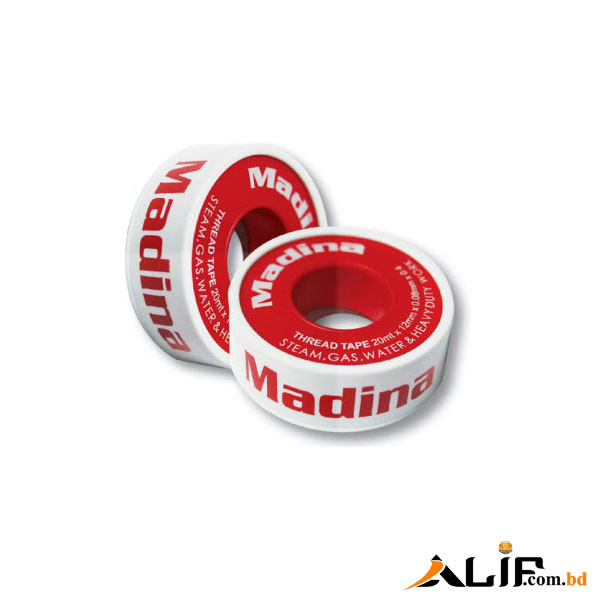 Madina
Madina
THREAD TAPE 20mt x
STEAM, GAS, WATER & HE
Madina
THREAD TAPE 20mt x 12mm x 0.08mm x
STEAM, GAS, WATER & HEAVY DUTY WORK
Madina
ALIF.com.bd